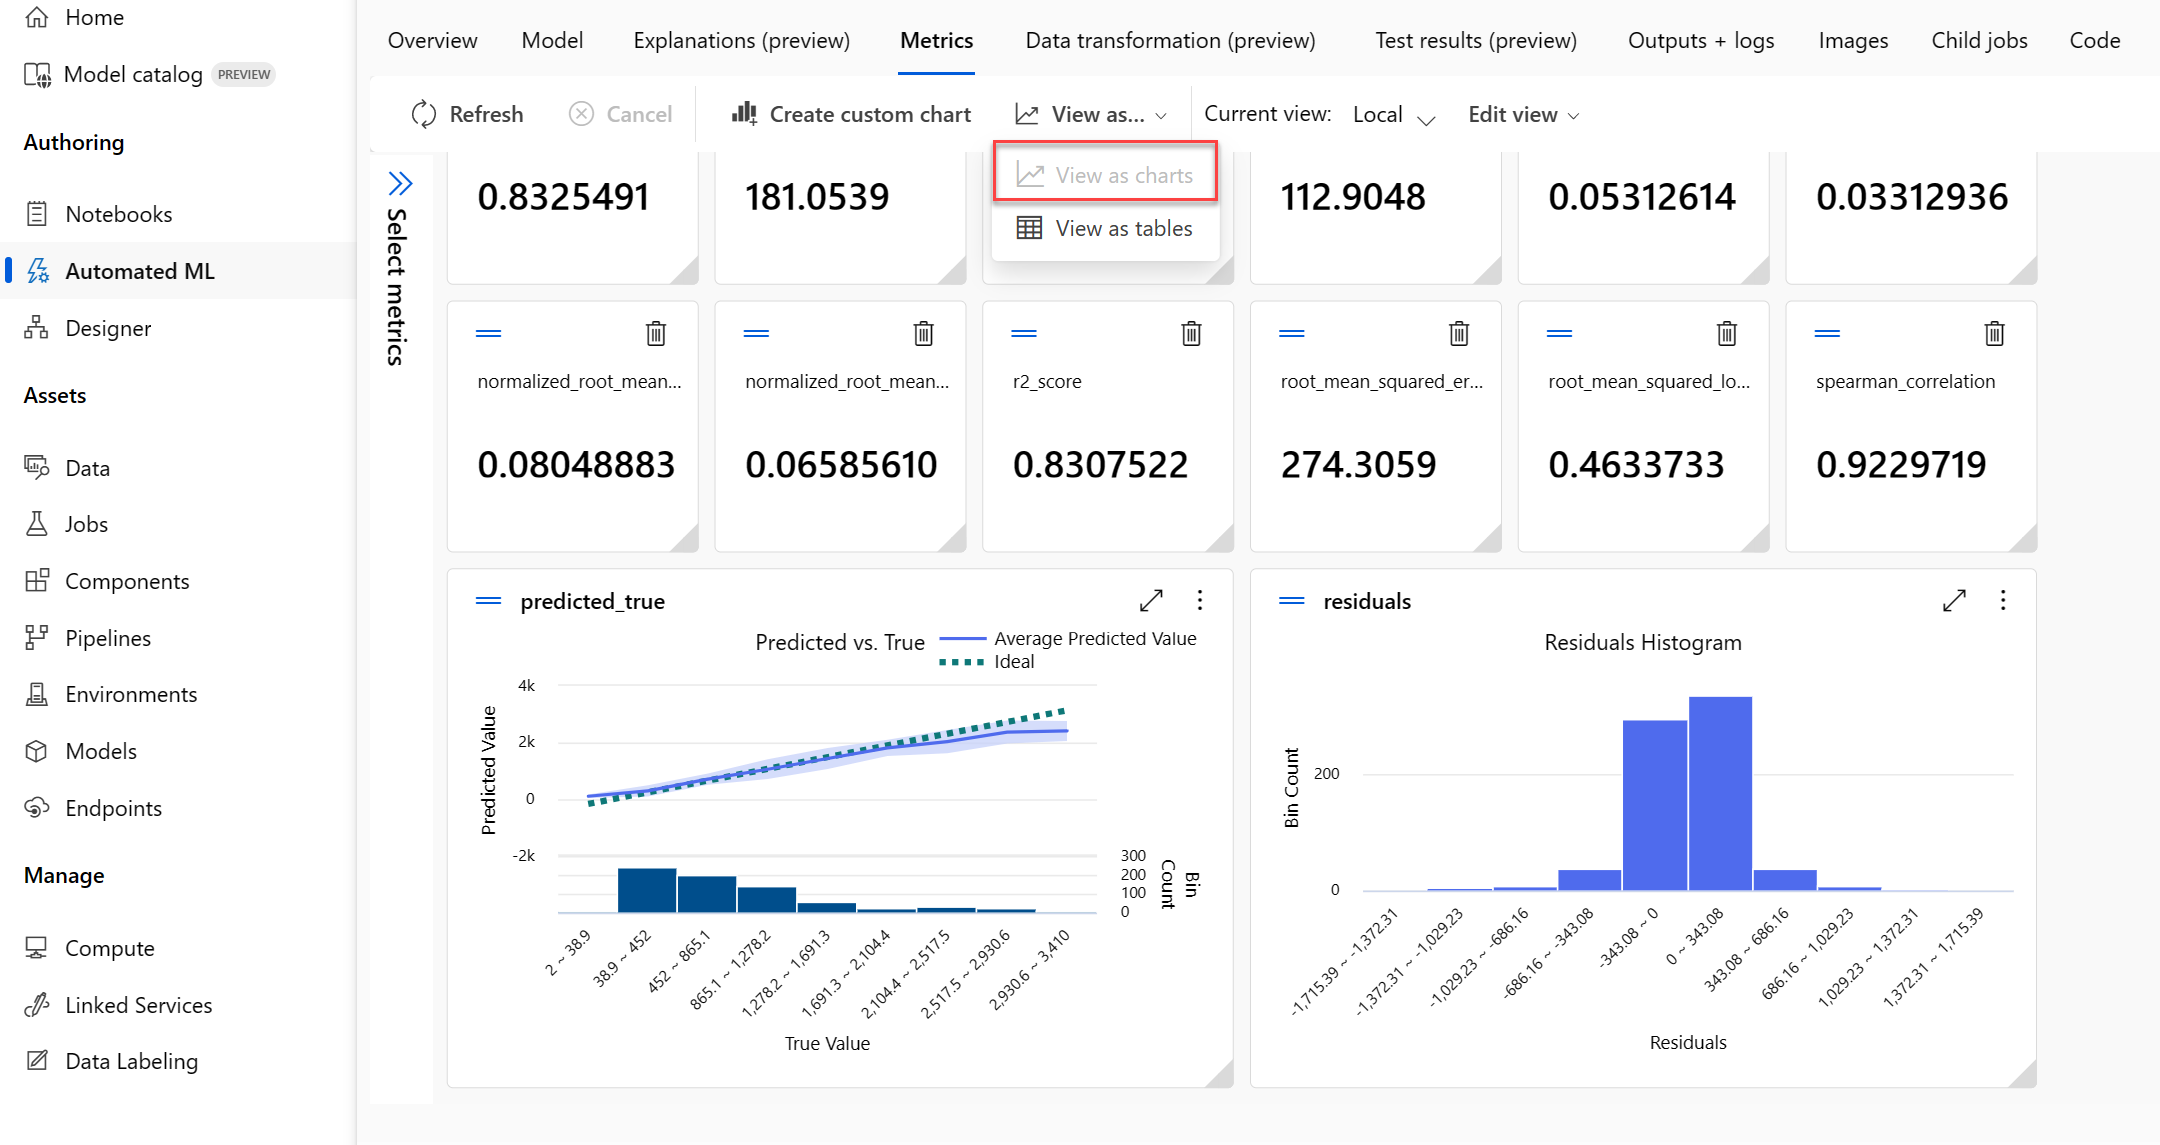 Home
Model catalog PREVIEW
Authoring
Notebooks
Automated ML
Designer
Assets
Data
Jobs
Components
Pipelines
Environments
Models
Endpoints
Manage
Compute
Linked Services
Data Labeling
Overview Model Explanations (preview) Metrics Data transformation (preview) Test results (preview) Outputs + logs Images Child jobs Code
Refresh Cancel Create custom chart View as... Current view: Local Edit view
View as charts
View as tables
Select metrics
0.8325491 181.0539 112.9048 0.05312614 0.03312936
normalized_root_mean... normalized_root_mean... r2_score root_mean_squared_er... root_mean_squared_lo... spearman_correlation
0.08048883 0.06585610 0.8307522 274.3059 0.4633733 0.9229719
predicted_true
Predicted vs. True
Average Predicted Value
Ideal
Predicted Value
4k
2k
0
-2k
300
200
100
0
Bin
Count
2 ~ 38.9
38.9 ~ 452
452 ~ 865.1
865.1 ~ 1,278.2
1,278.2 ~ 1,691.3
1,691.3 ~ 2,104.4
2,104.4 ~ 2,517.5
2,517.5 ~ 2,930.6
2,930.6 ~ 3,410
True Value
residuals
Residuals Histogram
Bin Count
200
0
-1,715.39 ~ -1,372.31
-1,372.31 ~ -1,029.23
-1,029.23 ~ -686.16
-686.16 ~ -343.08
-343.08 ~ 0
0 ~ 343.08
343.08 ~ 686.16
686.16 ~ 1,029.23
1,029.23 ~ 1,372.31
1,372.31 ~ 1,715.39
Residuals